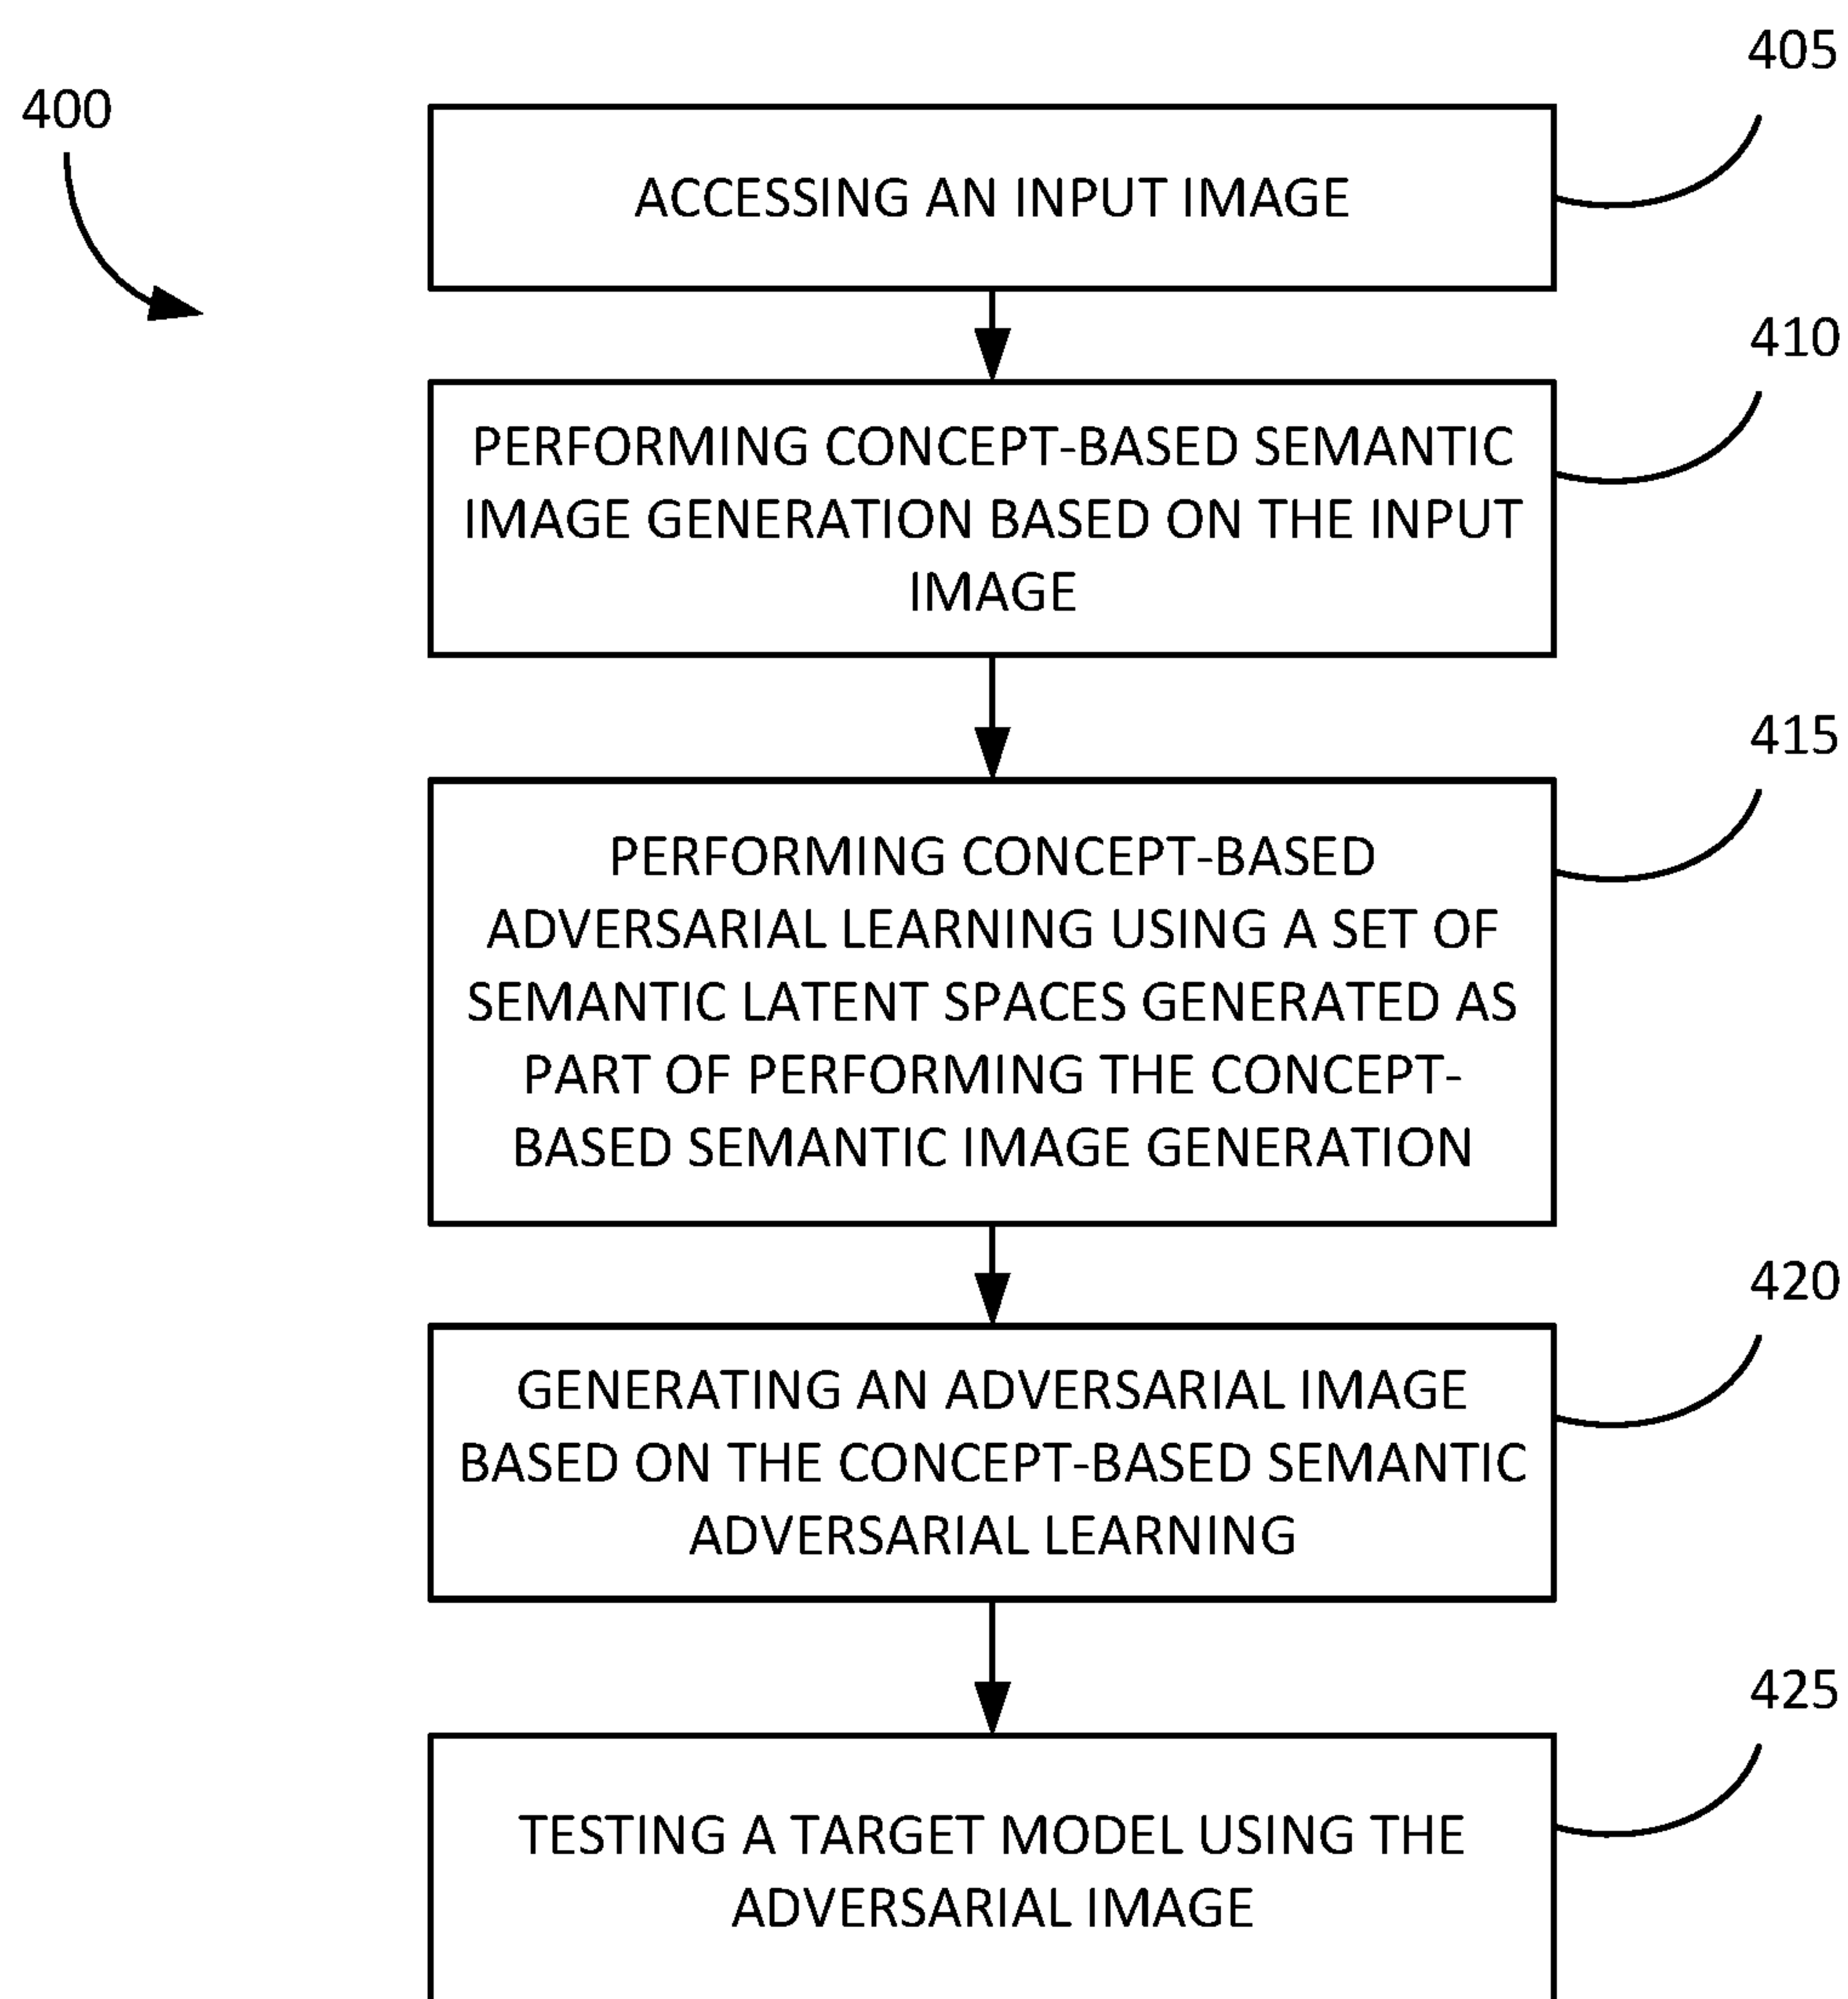 405
400
ACCESSING AN INPUT IMAGE
410
PERFORMING CONCEPT-BASED SEMANTIC
IMAGE GENERATION BASED ON THE INPUT
IMAGE
415
PERFORMING CONCEPT-BASED
ADVERSARIAL LEARNING USING A SET OF
SEMANTIC LATENT SPACES GENERATED AS
PART OF PERFORMING THE CONCEPT-
BASED SEMANTIC IMAGE GENERATION
420
GENERATING AN ADVERSARIAL IMAGE
BASED ON THE CONCEPT-BASED SEMANTIC
ADVERSARIAL LEARNING
425
TESTING A TARGET MODEL USING THE
ADVERSARIAL IMAGE